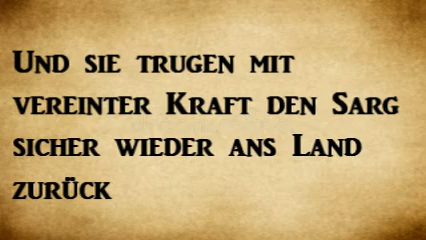 Und sie trugen mit
vereinter Kraft den Sarg
sicher wieder ans Land
zurück